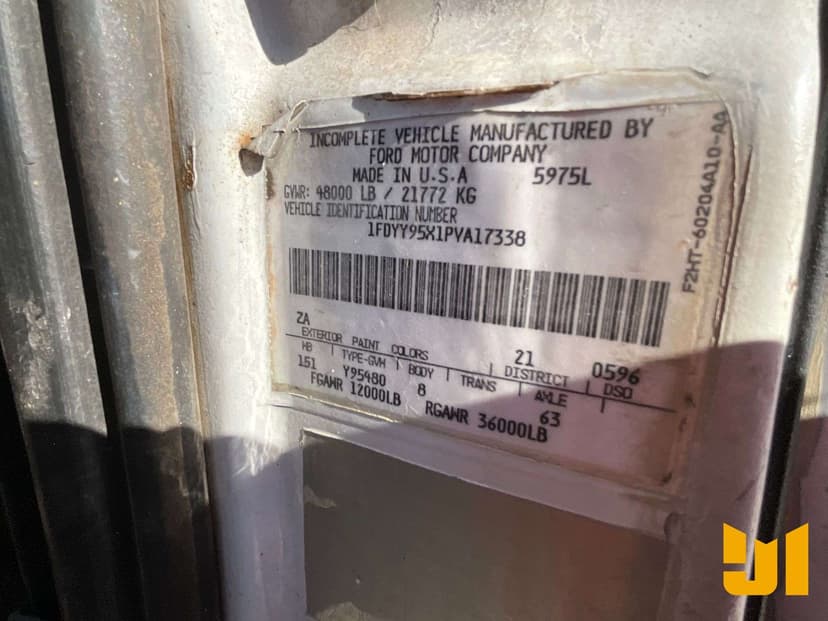 INCOMPLETE VEHICLE MANUFACTURED BY
FORD MOTOR COMPANY
MADE IN U.S.A 5975L
GVWR: 48000 LB / 21772 KG
VEHICLE IDENTIFICATION NUMBER
1FDYY95X1PVA17338
F2HT-60204A10-AA
ZA 21 0596
EXTERIOR PAINT COLORS DISTRICT DSO
WB TYPE-GVW BODY TRANS AXLE
151 Y95480 8 63
FGAWR 12000LB RGAWR 36000LB